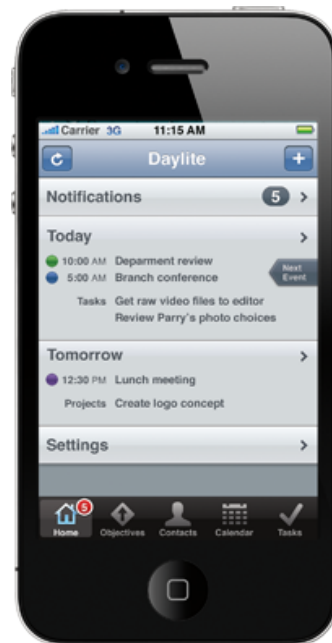 Carrier 3G 11:15 AM
Daylite
Notifications 5
Today
10:00 AM Deparment review
5:00 AM Branch conference
Next
Event
Tasks Get raw video files to editor
Review Parry's photo choices
Tomorrow
12:30 PM Lunch meeting
Projects Create logo concept
Settings
5
Home Objectives Contacts Calendar Tasks